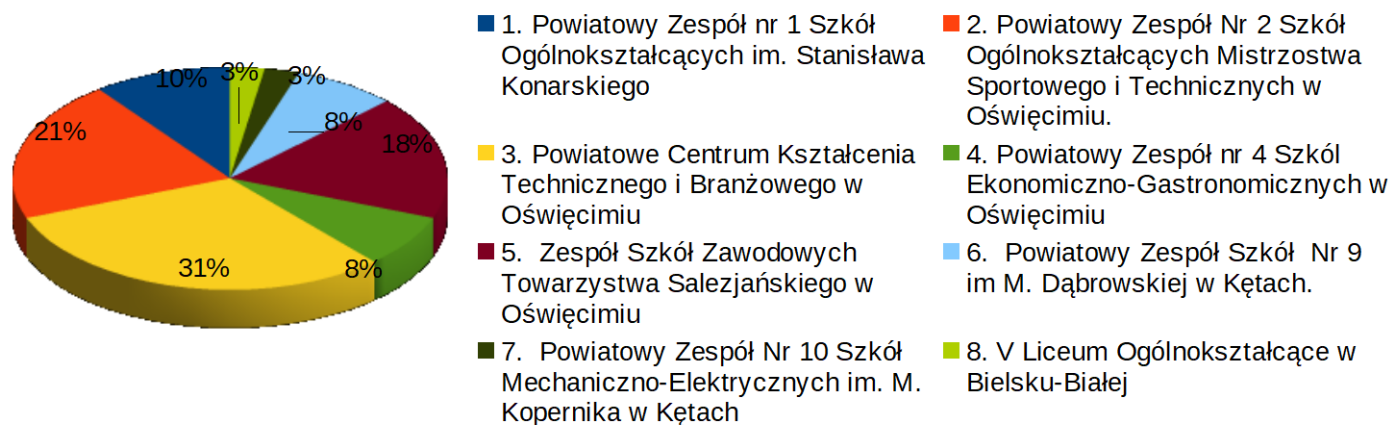 10%
3%
3%
8%
18%
21%
31%
8%
1. Powiatowy Zespół nr 1 Szkół
Ogólnokształcących im. Stanisława
Konarskiego
2. Powiatowy Zespół Nr 2 Szkół
Ogólnokształcących Mistrzostwa
Sportowego i Technicznych w
Oświęcimiu.
3. Powiatowe Centrum Kształcenia
Technicznego i Branżowego w
Oświęcimiu
4. Powiatowy Zespół nr 4 Szkól
Ekonomiczno-Gastronomicznych w
Oświęcimiu
5. Zespół Szkół Zawodowych
Towarzystwa Salezjańskiego w
Oświęcimiu
6. Powiatowy Zespół Szkół Nr 9
im M. Dąbrowskiej w Kętach.
7. Powiatowy Zespół Nr 10 Szkół
Mechaniczno-Elektrycznych im. M.
Kopernika w Kętach
8. V Liceum Ogólnokształcące w
Bielsku-Białej